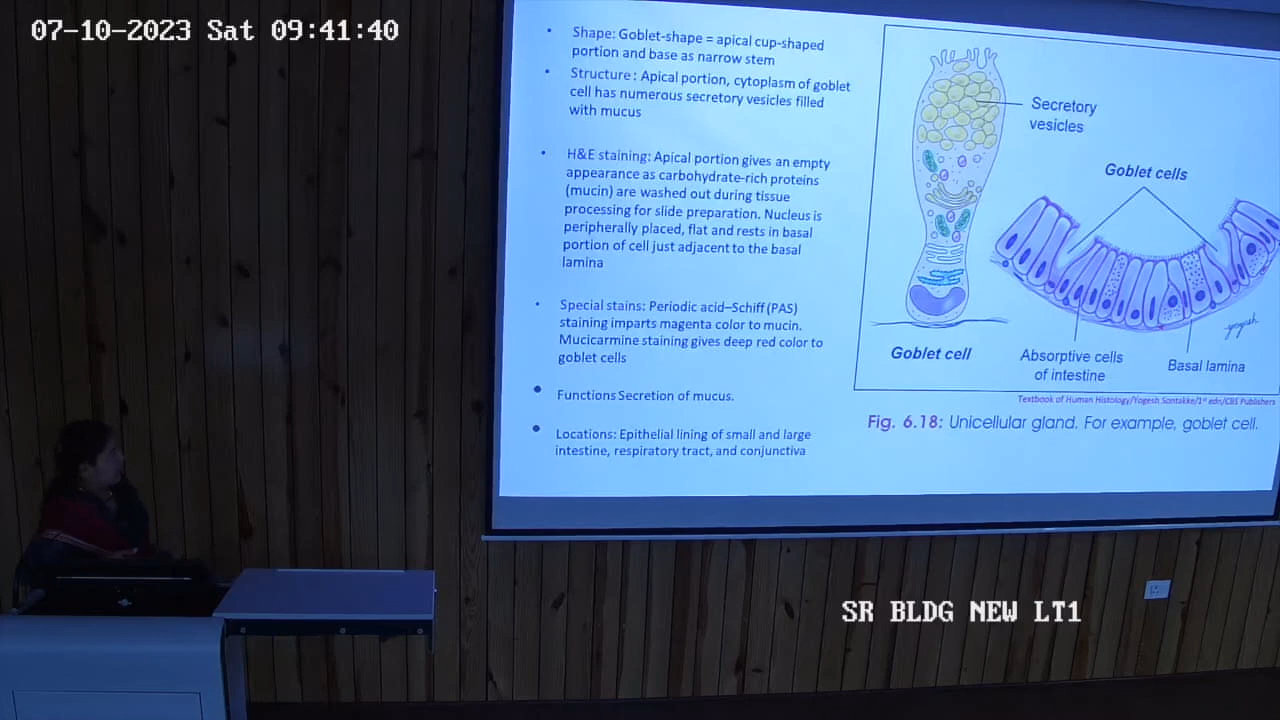 07-10-2023 Sat 09:41:40
• Shape: Goblet-shape = apical cup-shaped
portion and base as narrow stem
• Structure : Apical portion, cytoplasm of goblet
cell has numerous secretory vesicles filled
with mucus
• H&E staining: Apical portion gives an empty
appearance as carbohydrate-rich proteins
(mucin) are washed out during tissue
processing for slide preparation. Nucleus is
peripherally placed, flat and rests in basal
portion of cell just adjacent to the basal
lamina
• Special stains: Periodic acid–Schiff (PAS)
staining imparts magenta color to mucin.
Mucicarmine staining gives deep red color to
goblet cells
• Functions Secretion of mucus.
• Locations: Epithelial lining of small and large
intestine, respiratory tract, and conjunctiva
Secretory
vesicles
Goblet cells
Goblet cell
Absorptive cells
of intestine
Basal lamina
yogesh
Textbook of Human Histology/Yogesh Sontakke/1st edn/CBS Publishers
Fig. 6.18: Unicellular gland. For example, goblet cell.
SR BLDG NEW LT1